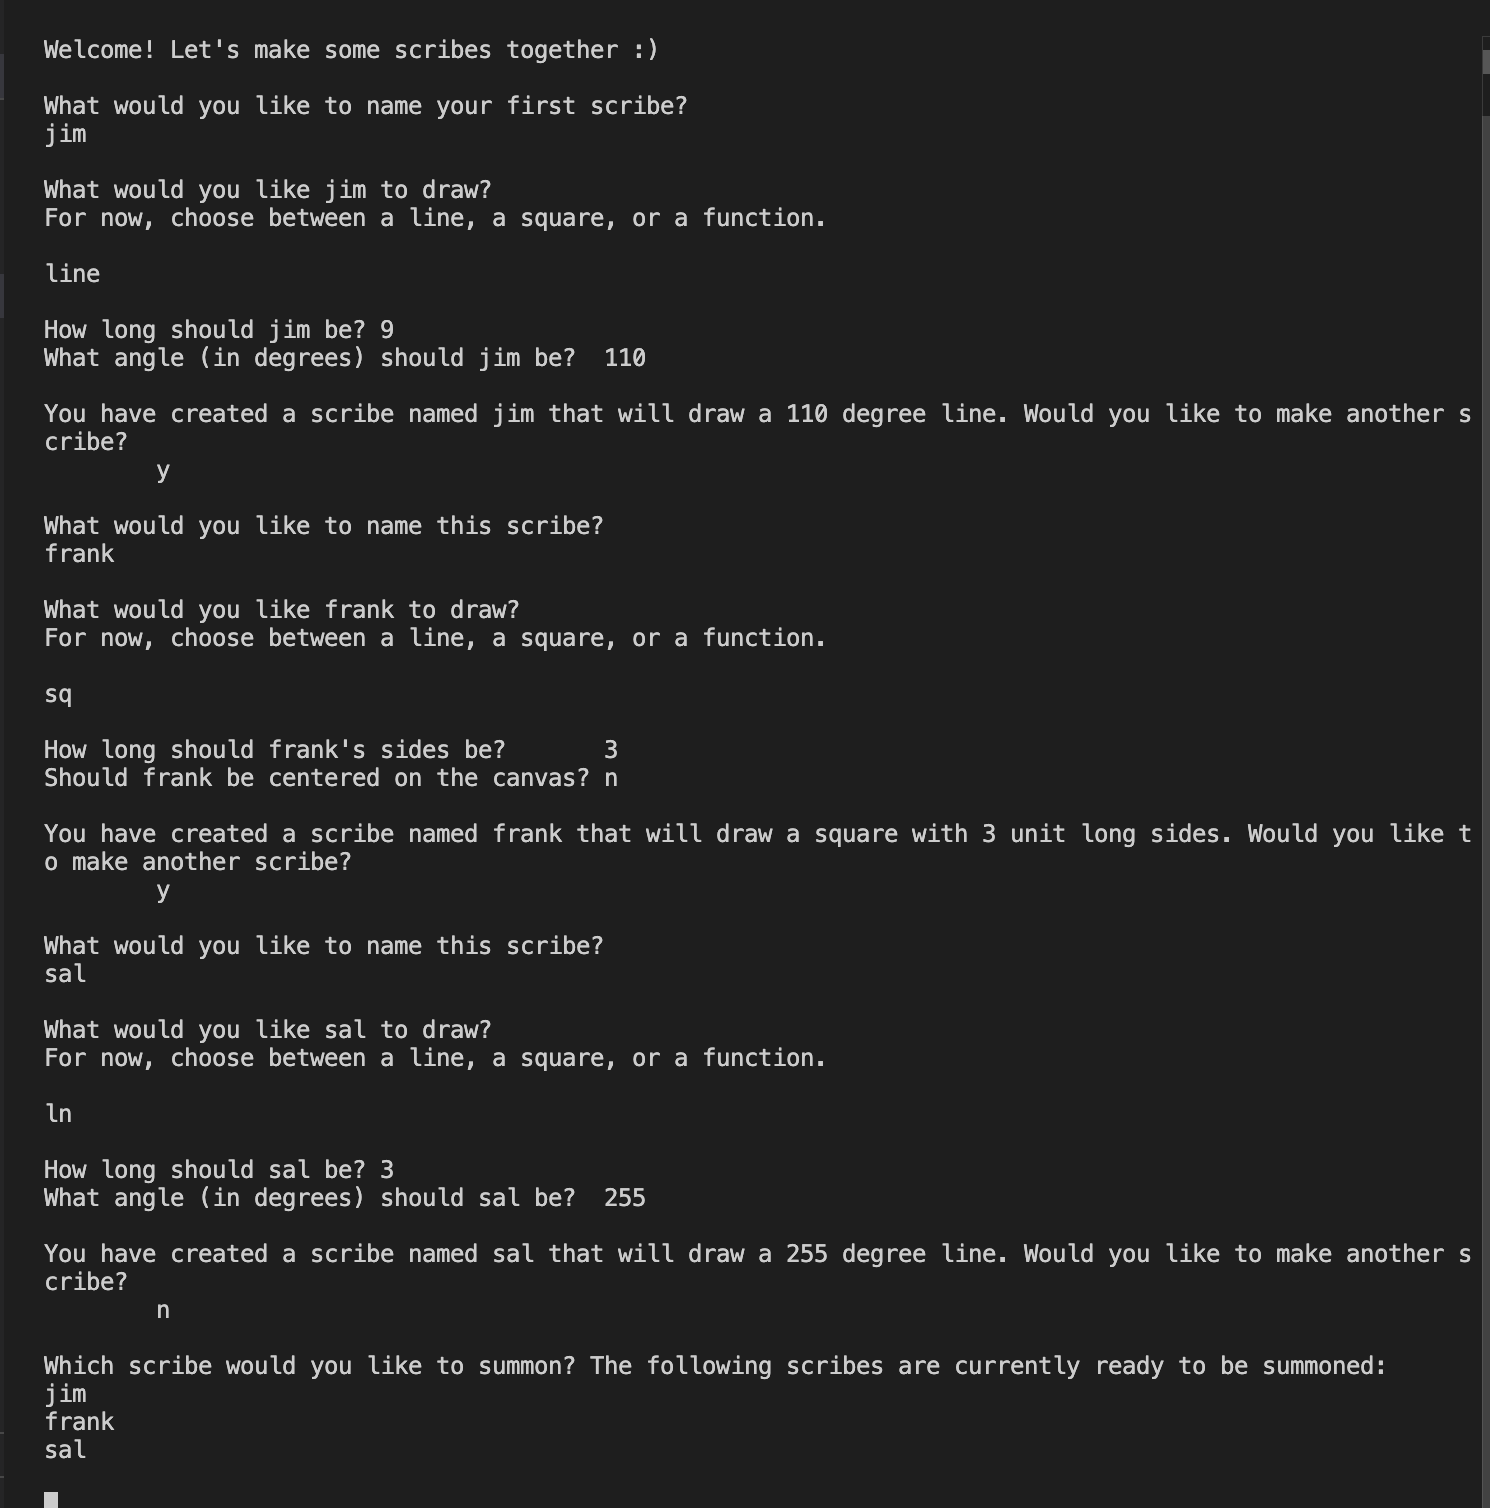 Welcome! Let's make some scribes together :)
What would you like to name your first scribe?
jim
What would you like jim to draw?
For now, choose between a line, a square, or a function.
line
How long should jim be? 9
What angle (in degrees) should jim be?  110
You have created a scribe named jim that will draw a 110 degree line. Would you like to make another s
cribe?
y
What would you like to name this scribe?
frank
What would you like frank to draw?
For now, choose between a line, a square, or a function.
sq
How long should frank's sides be?       3
Should frank be centered on the canvas? n
You have created a scribe named frank that will draw a square with 3 unit long sides. Would you like t
o make another scribe?
y
What would you like to name this scribe?
sal
What would you like sal to draw?
For now, choose between a line, a square, or a function.
ln
How long should sal be? 3
What angle (in degrees) should sal be?  255
You have created a scribe named sal that will draw a 255 degree line. Would you like to make another s
cribe?
n
Which scribe would you like to summon? The following scribes are currently ready to be summoned:
jim
frank
sal